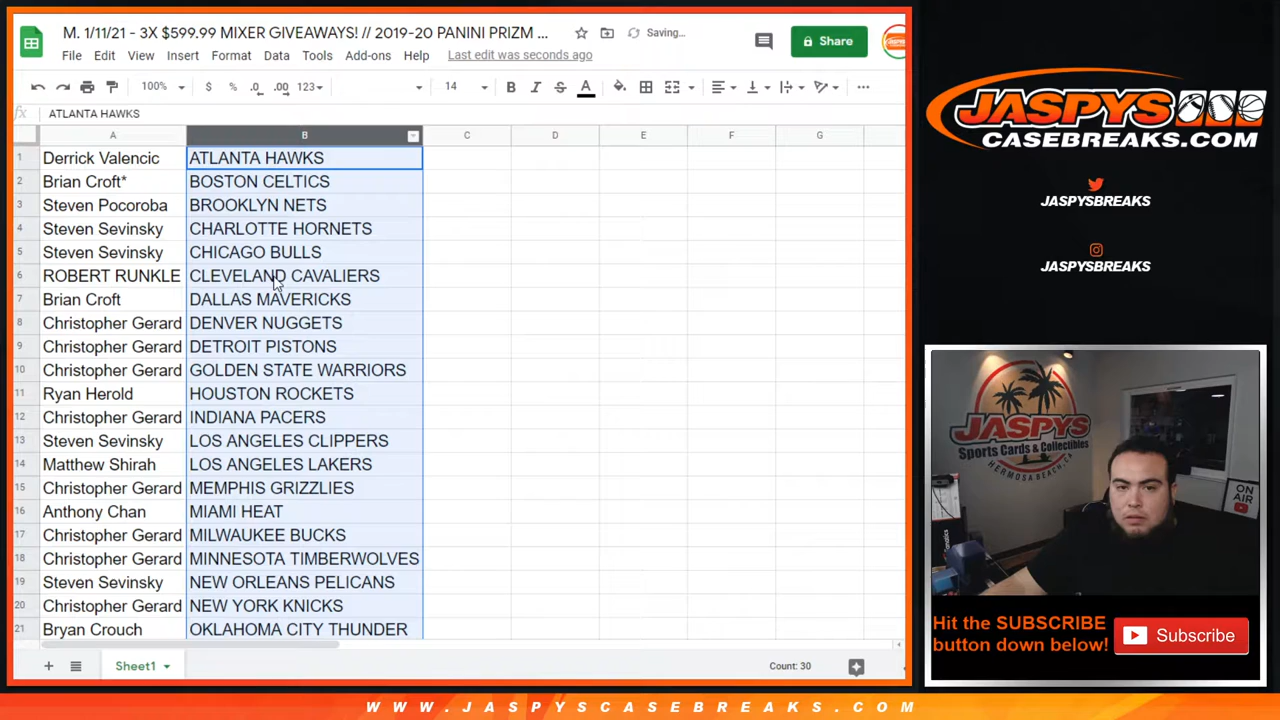 M. 1/11/21 - 3X $599.99 MIXER GIVEAWAYS! // 2019-20 PANINI PRIZM ...
Saving...
Share
File Edit View Insert Format Data Tools Add-ons Help Last edit was seconds ago
100% $ % .0 .00 123 14 B I S A
fx ATLANTA HAWKS
A B C D E F G
1 Derrick Valencic ATLANTA HAWKS
2 Brian Croft* BOSTON CELTICS
3 Steven Pocoroba BROOKLYN NETS
4 Steven Sevinsky CHARLOTTE HORNETS
5 Steven Sevinsky CHICAGO BULLS
6 ROBERT RUNKLE CLEVELAND CAVALIERS
7 Brian Croft DALLAS MAVERICKS
8 Christopher Gerard DENVER NUGGETS
9 Christopher Gerard DETROIT PISTONS
10 Christopher Gerard GOLDEN STATE WARRIORS
11 Ryan Herold HOUSTON ROCKETS
12 Christopher Gerard INDIANA PACERS
13 Steven Sevinsky LOS ANGELES CLIPPERS
14 Matthew Shirah LOS ANGELES LAKERS
15 Christopher Gerard MEMPHIS GRIZZLIES
16 Anthony Chan MIAMI HEAT
17 Christopher Gerard MILWAUKEE BUCKS
18 Christopher Gerard MINNESOTA TIMBERWOLVES
19 Steven Sevinsky NEW ORLEANS PELICANS
20 Christopher Gerard NEW YORK KNICKS
21 Bryan Crouch OKLAHOMA CITY THUNDER
Sheet1
Count: 30
JASPYS
CASEBREAKS.COM
JASPYSBREAKS
JASPYSBREAKS
JASPYS
Sports Cards & Collectibles
HERMOSA BEACH, CA
ON
AIR
Hit the SUBSCRIBE
button down below!
Subscribe
WWW.JASPYSCASEBREAKS.COM